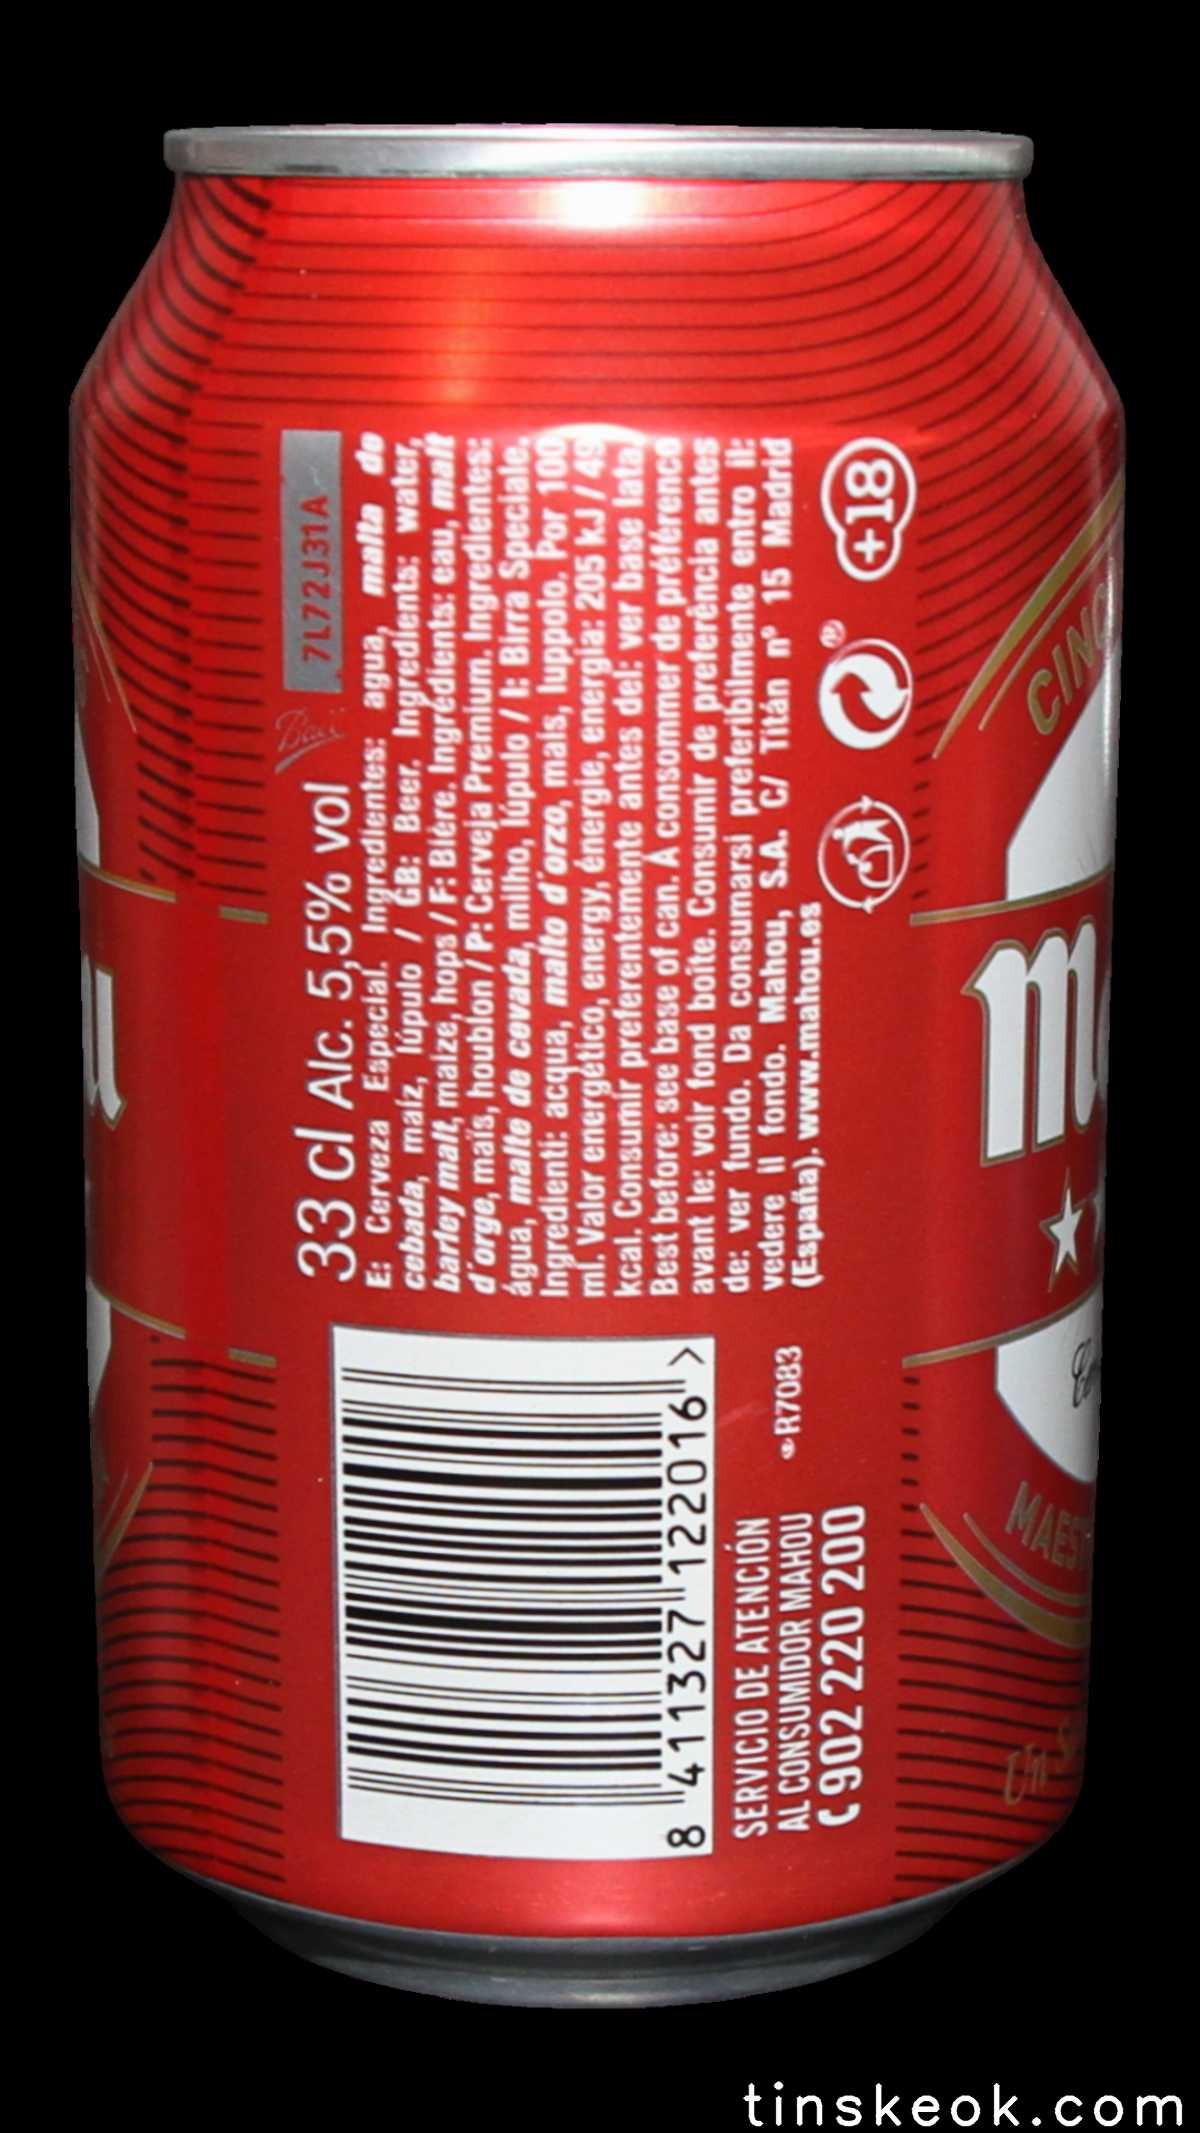 7L72J31A
Ball
33 cl Alc. 5,5% vol
E: Cerveza Especial. Ingredientes: agua, malta de
cebada, maíz, lúpulo / GB: Beer. Ingredients: water,
barley malt, maize, hops / F: Bière. Ingrédients: eau, malt
d'orge, maïs, houblon / P: Cerveja Premium. Ingredientes:
água, malte de cevada, milho, lúpulo / I: Birra Speciale.
Ingredienti: acqua, malto d'orzo, mais, luppolo. Por 100
ml. Valor energético, energy, énergie, energia: 205 kJ / 49
kcal. Consumir preferentemente antes del: ver base lata/
Best before: see base of can. À consommer de préférence
avant le: voir fond boîte. Consumir de preferência antes
de: ver fundo. Da consumarsi preferibilmente entro il:
vedere il fondo. Mahou, S.A. C/ Titán nº 15 Madrid
(España). www.mahou.es
+18
®
8 411327 122016 >
R7083
SERVICIO DE ATENCIÓN
AL CONSUMIDOR MAHOU
902 220 200
u
CINC
Ma
MAEST
Un S
tinskeok.com